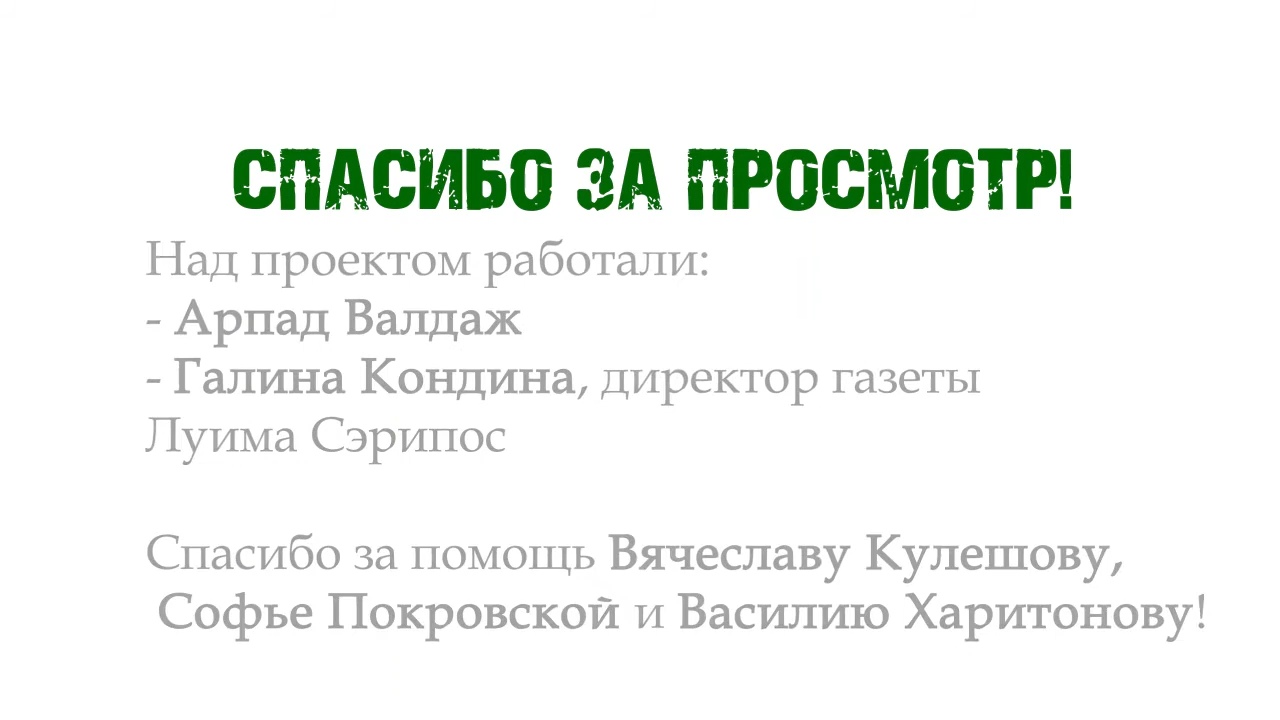 СПАСИБО ЗА ПРОСМОТР!
Над проектом работали:
- Арпад Валдаж
- Галина Кондина, директор газеты
Луима Сэрипос
Спасибо за помощь Вячеславу Кулешову,
Софье Покровской и Василию Харитонову!